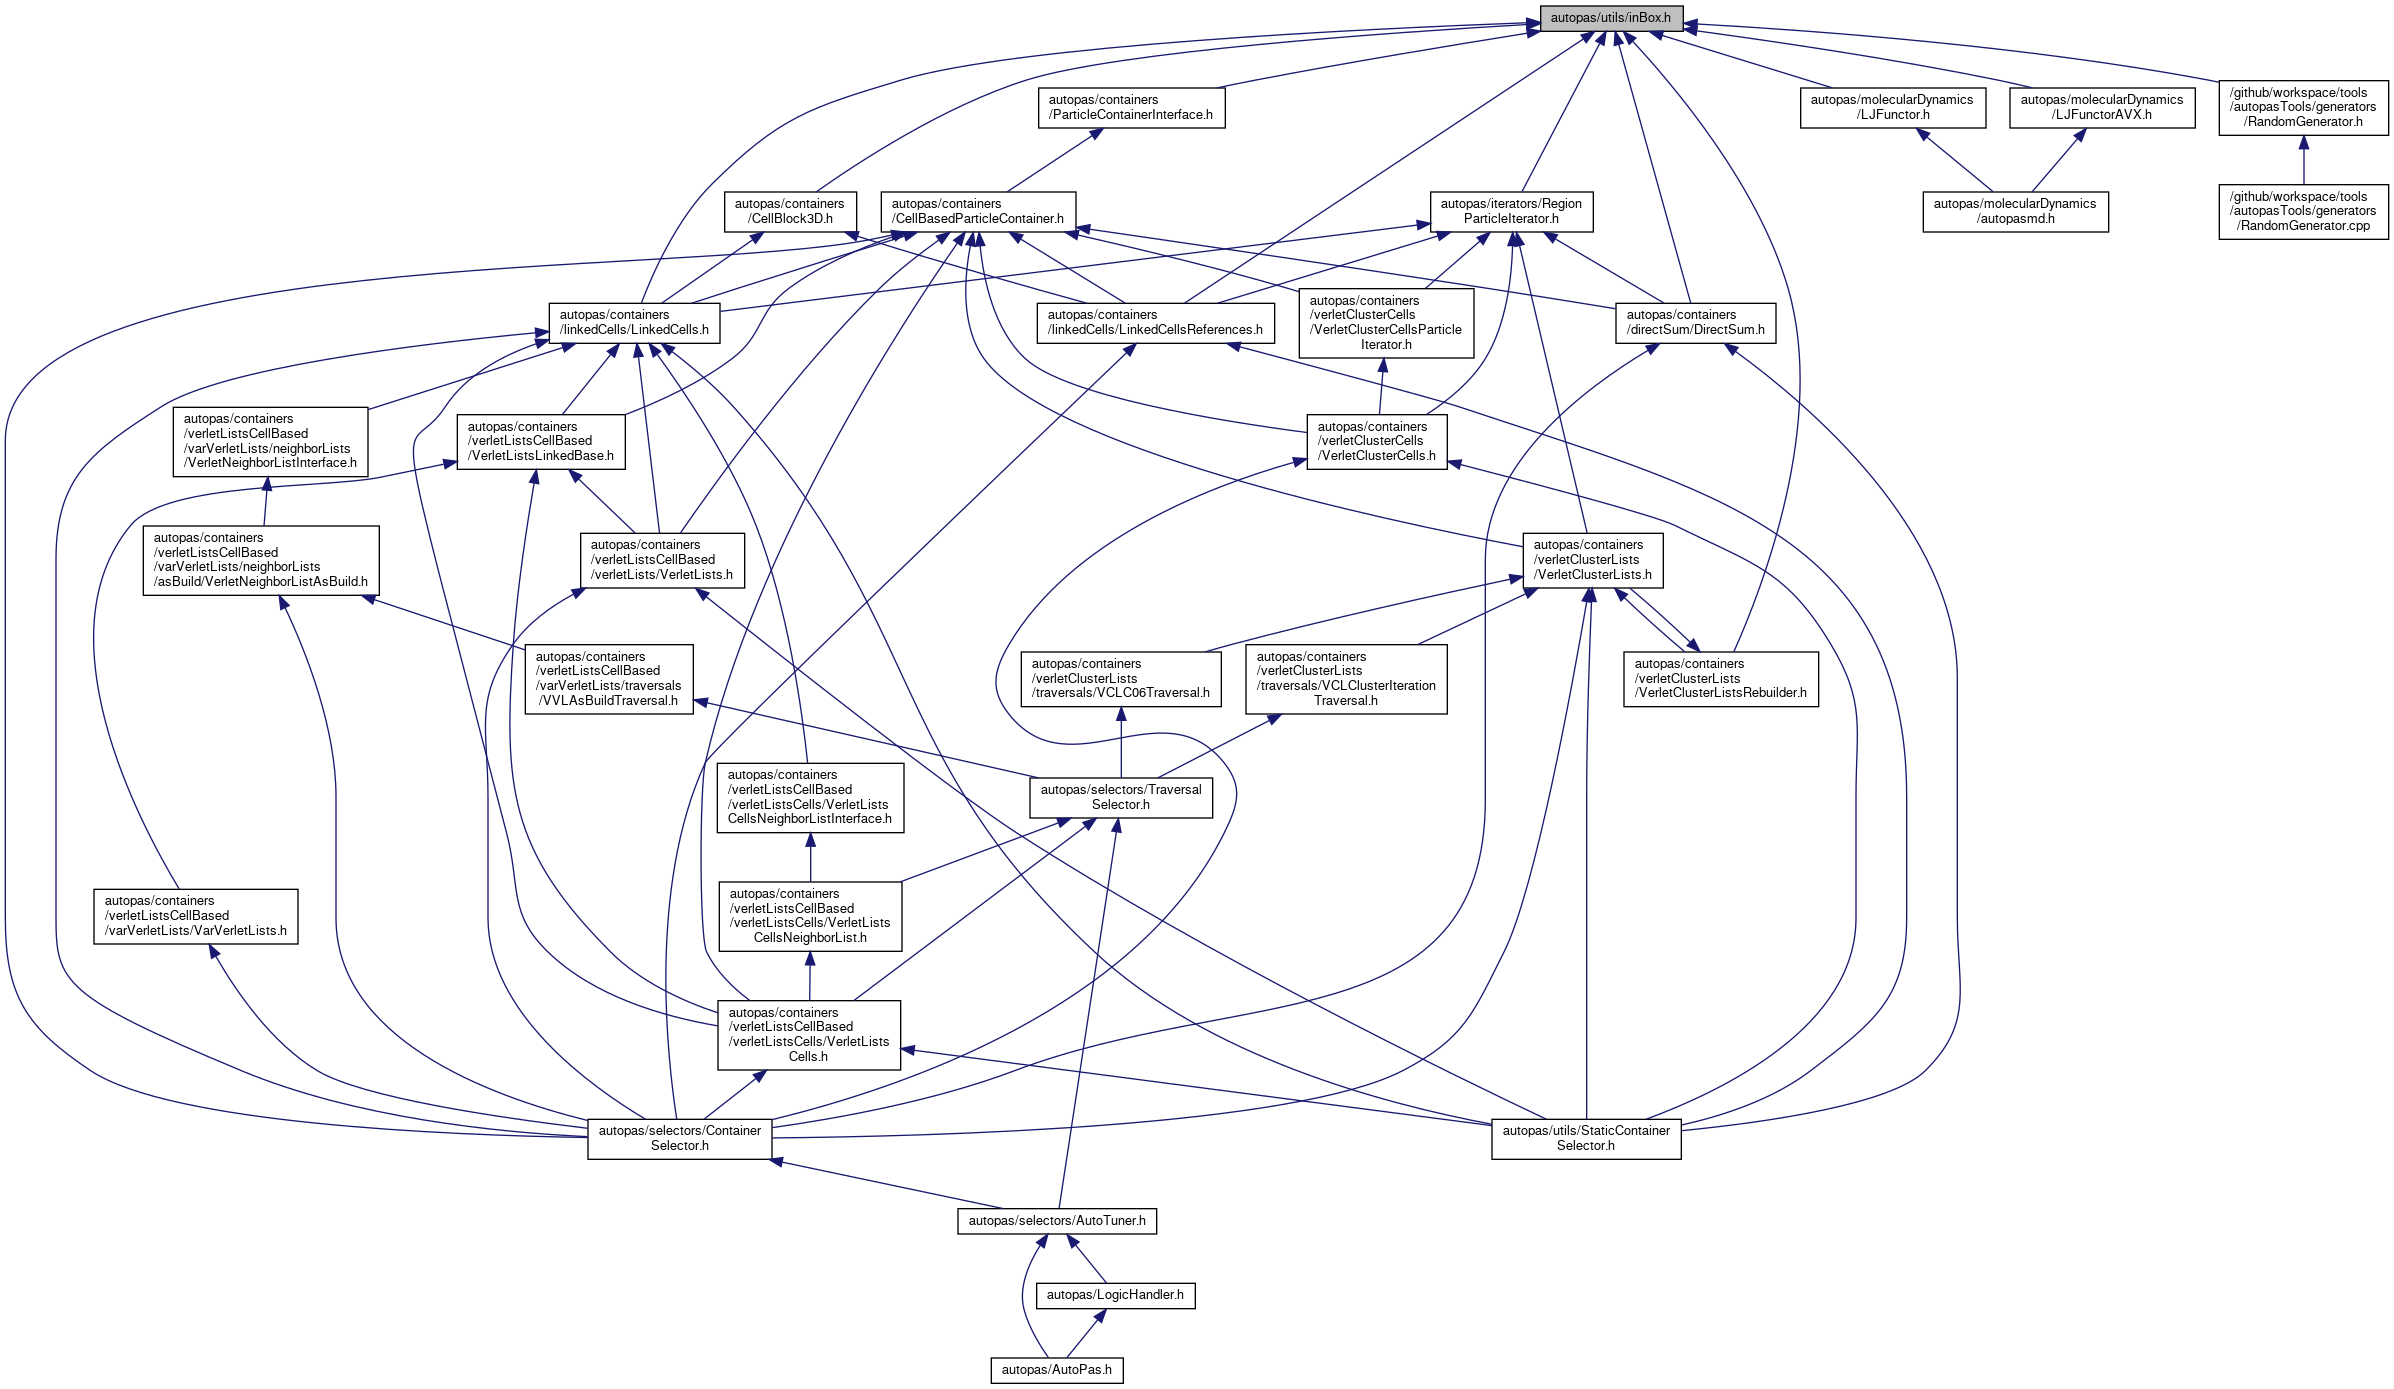 autopas/utils/inBox.h
autopas/containers
/ParticleContainerInterface.h
autopas/molecularDynamics
/LJFunctor.h
autopas/molecularDynamics
/LJFunctorAVX.h
/github/workspace/tools
/autopasTools/generators
/RandomGenerator.h
autopas/containers
/CellBlock3D.h
autopas/containers
/CellBasedParticleContainer.h
autopas/iterators/Region
ParticleIterator.h
autopas/molecularDynamics
/autopasmd.h
/github/workspace/tools
/autopasTools/generators
/RandomGenerator.cpp
autopas/containers
/linkedCells/LinkedCells.h
autopas/containers
/linkedCells/LinkedCellsReferences.h
autopas/containers
/verletClusterCells
/VerletClusterCellsParticle
Iterator.h
autopas/containers
/directSum/DirectSum.h
autopas/containers
/verletListsCellBased
/varVerletLists/neighborLists
/VerletNeighborListInterface.h
autopas/containers
/verletListsCellBased
/VerletListsLinkedBase.h
autopas/containers
/verletClusterCells
/VerletClusterCells.h
autopas/containers
/verletListsCellBased
/varVerletLists/neighborLists
/asBuild/VerletNeighborListAsBuild.h
autopas/containers
/verletListsCellBased
/verletLists/VerletLists.h
autopas/containers
/verletClusterLists
/VerletClusterLists.h
autopas/containers
/verletListsCellBased
/varVerletLists/traversals
/VVLAsBuildTraversal.h
autopas/containers
/verletClusterLists
/traversals/VCLC06Traversal.h
autopas/containers
/verletClusterLists
/traversals/VCLClusterIteration
Traversal.h
autopas/containers
/verletClusterLists
/VerletClusterListsRebuilder.h
autopas/containers
/verletListsCellBased
/verletListsCells/VerletLists
CellsNeighborListInterface.h
autopas/selectors/Traversal
Selector.h
autopas/containers
/verletListsCellBased
/varVerletLists/VarVerletLists.h
autopas/containers
/verletListsCellBased
/verletListsCells/VerletLists
CellsNeighborList.h
autopas/containers
/verletListsCellBased
/verletListsCells/VerletLists
Cells.h
autopas/selectors/Container
Selector.h
autopas/utils/StaticContainer
Selector.h
autopas/selectors/AutoTuner.h
autopas/LogicHandler.h
autopas/AutoPas.h